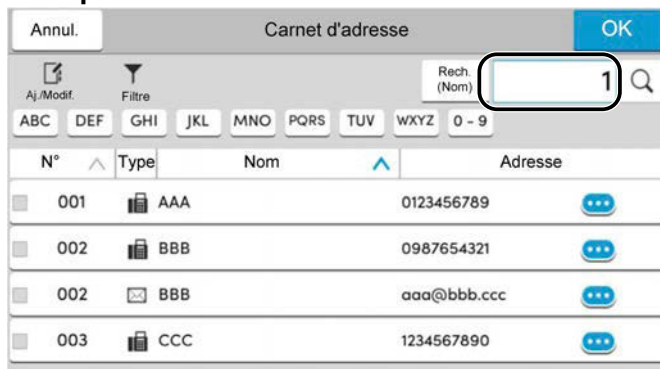 Annul. Carnet d'adresse OK
Aj./Modif. Filtre Rech. (Nom) 1
ABC DEF GHI JKL MNO PQRS TUV WXYZ 0 - 9
N° Type Nom Adresse
001 AAA 0123456789
002 BBB 0987654321
002 BBB aaa@bbb.ccc
003 CCC 1234567890